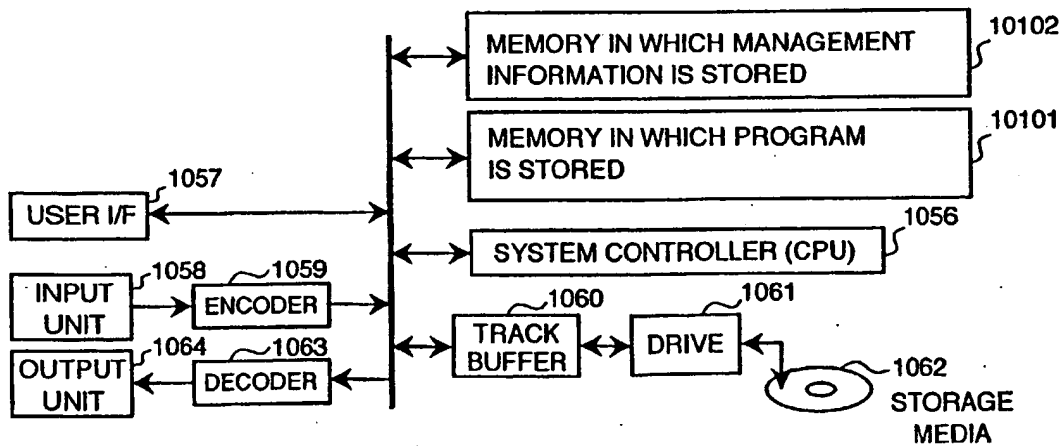 10102
MEMORY IN WHICH MANAGEMENT
INFORMATION IS STORED
10101
MEMORY IN WHICH PROGRAM
IS STORED
1057
USER I/F
1056
SYSTEM CONTROLLER (CPU)
1058
INPUT
UNIT
1059
ENCODER
1060
TRACK
BUFFER
1061
DRIVE
1064
OUTPUT
UNIT
1063
DECODER
1062
STORAGE
MEDIA